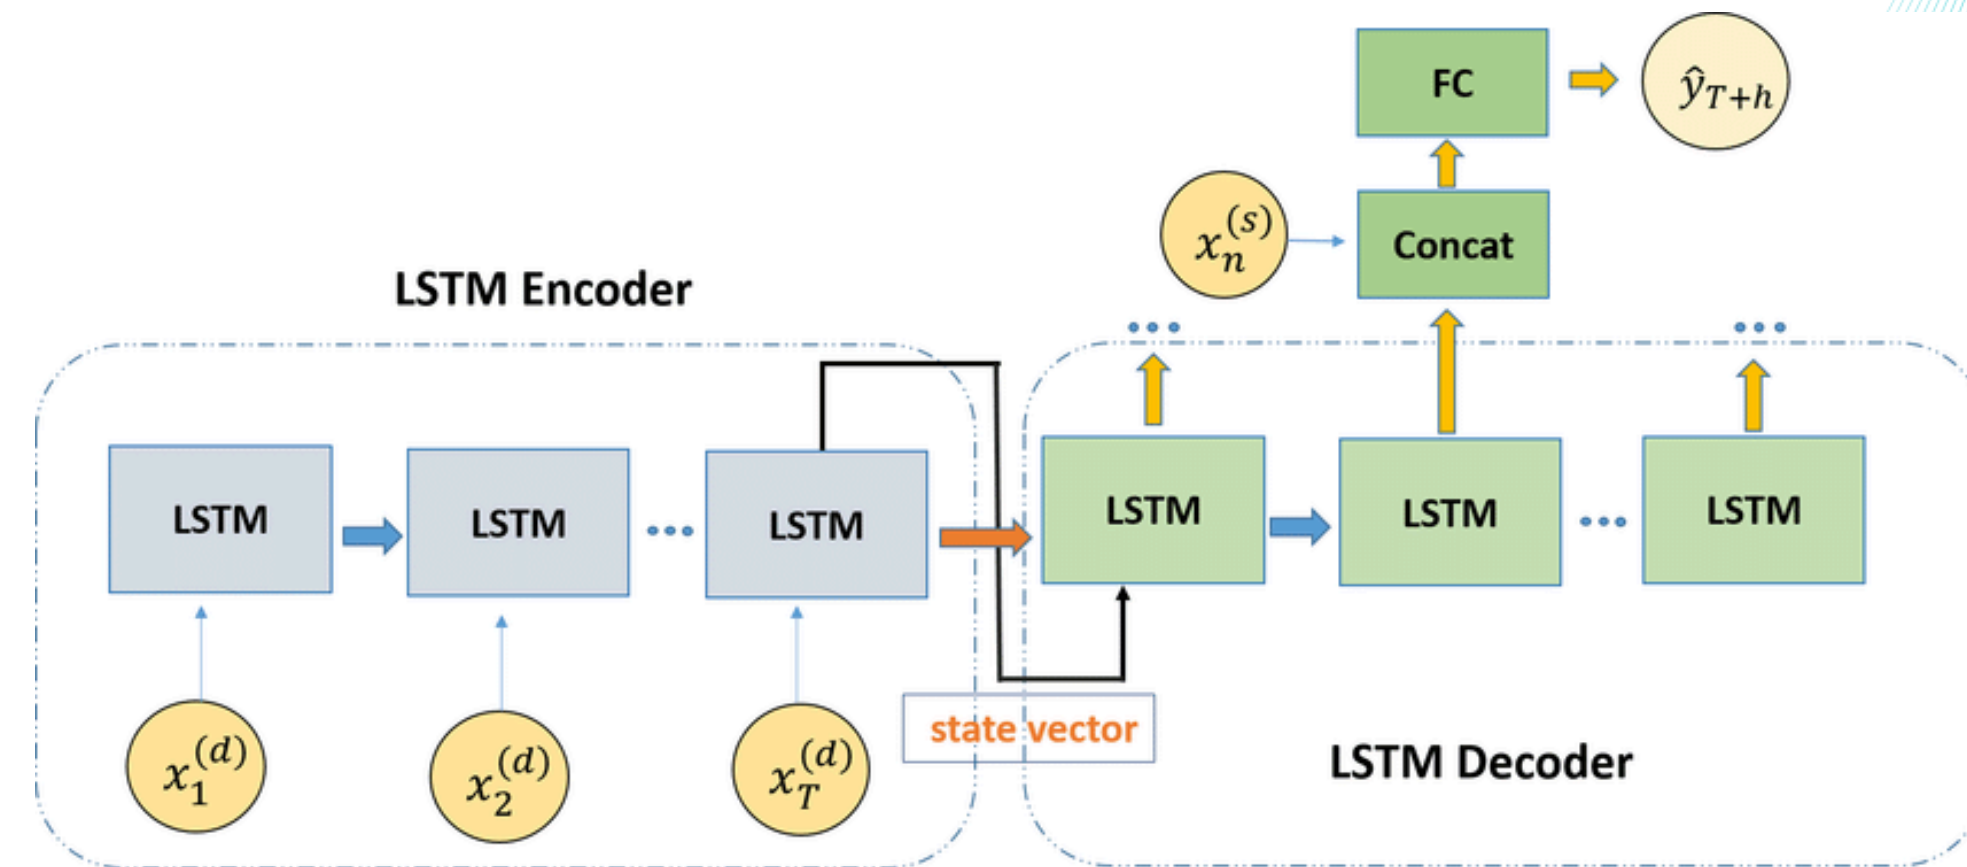 FC
ŷ_{T+h}
x_n^{(s)}
Concat
LSTM Encoder
LSTM
LSTM
LSTM
LSTM
LSTM
LSTM
state vector
x_1^{(d)}
x_2^{(d)}
x_T^{(d)}
LSTM Decoder